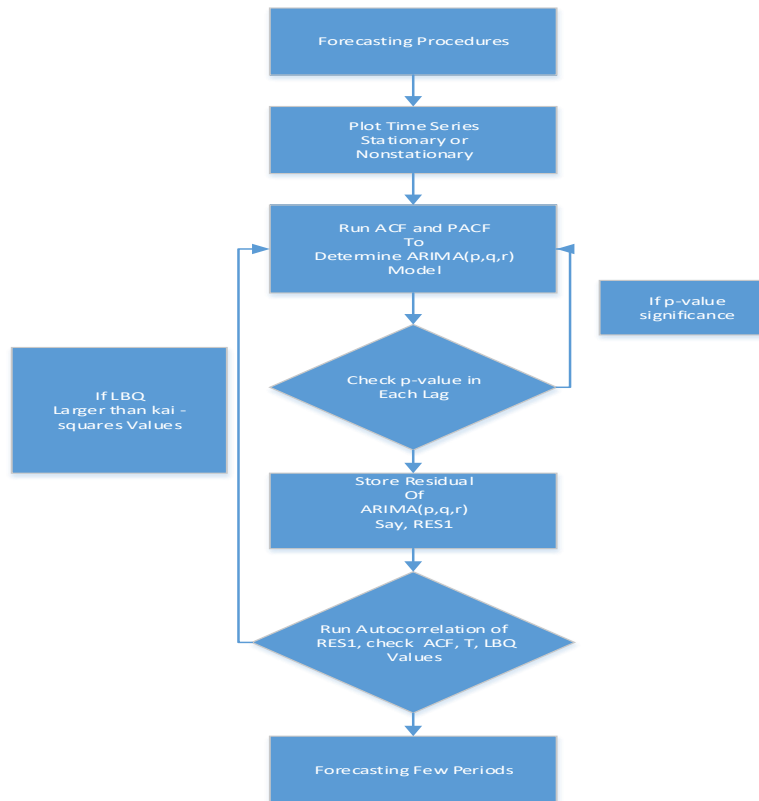 Forecasting Procedures
Plot Time Series
Stationary or
Nonstationary
Run ACF and PACF
To
Determine ARIMA(p,q,r)
Model
If p-value
significance
Check p-value in
Each Lag
If LBQ
Larger than kai -
squares Values
Store Residual
Of
ARIMA(p,q,r)
Say, RES1
Run Autocorrelation of
RES1, check ACF, T, LBQ
Values
Forecasting Few Periods